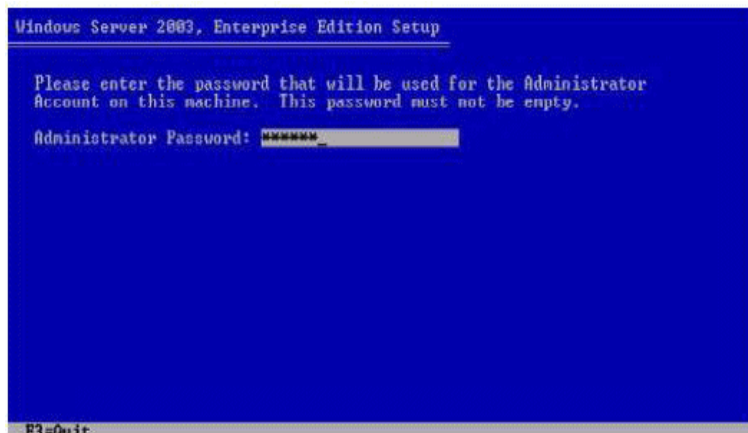 Windows Server 2003, Enterprise Edition Setup
Please enter the password that will be used for the Administrator
Account on this machine. This password must not be empty.
Administrator Password: ******_
F3=Quit